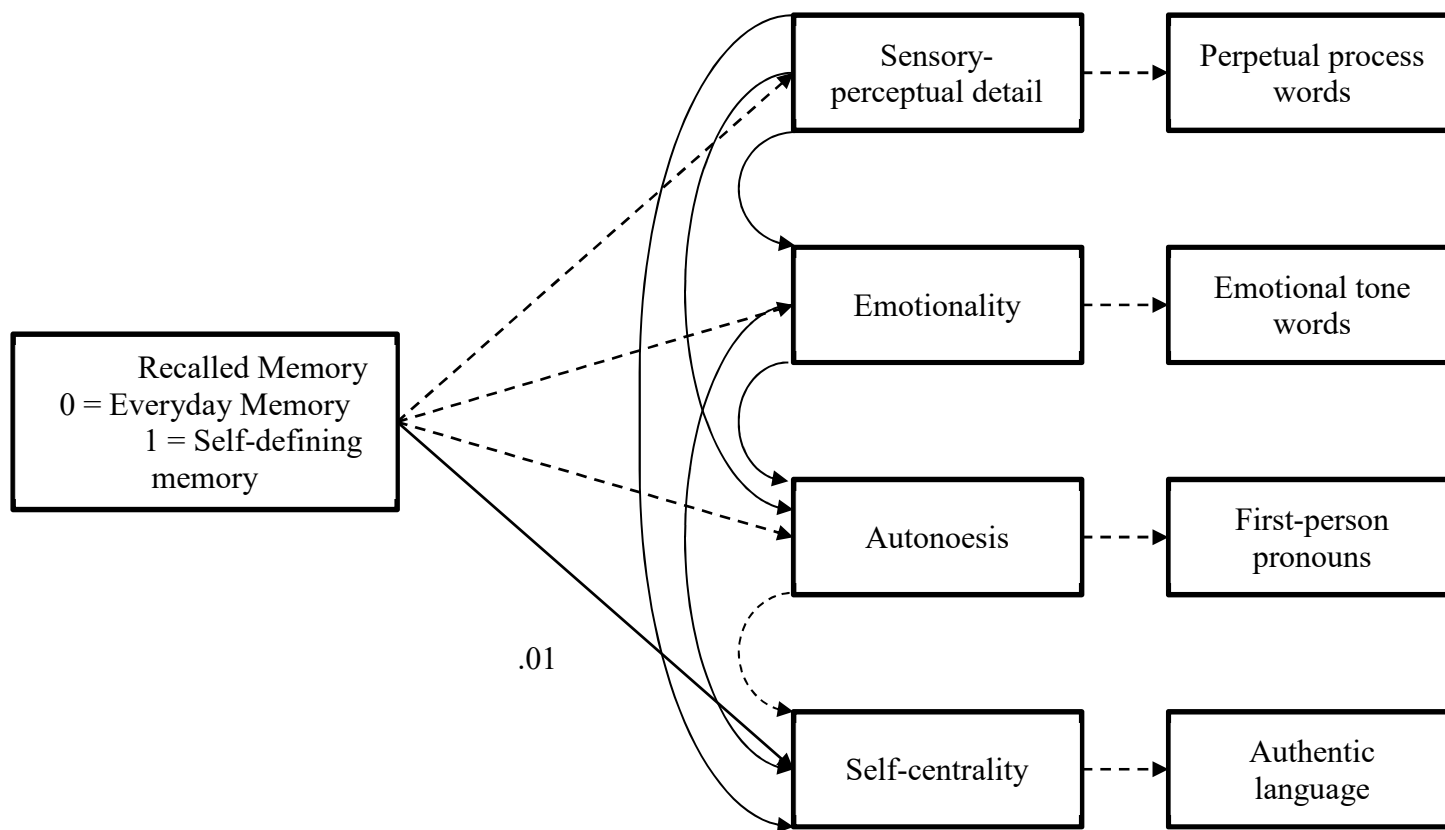 Sensory-
perceptual detail
Perpetual process
words
Emotionality
Emotional tone
words
Recalled Memory
0 = Everyday Memory
1 = Self-defining
memory
Autonoesis
First-person
pronouns
.01
Self-centrality
Authentic
language